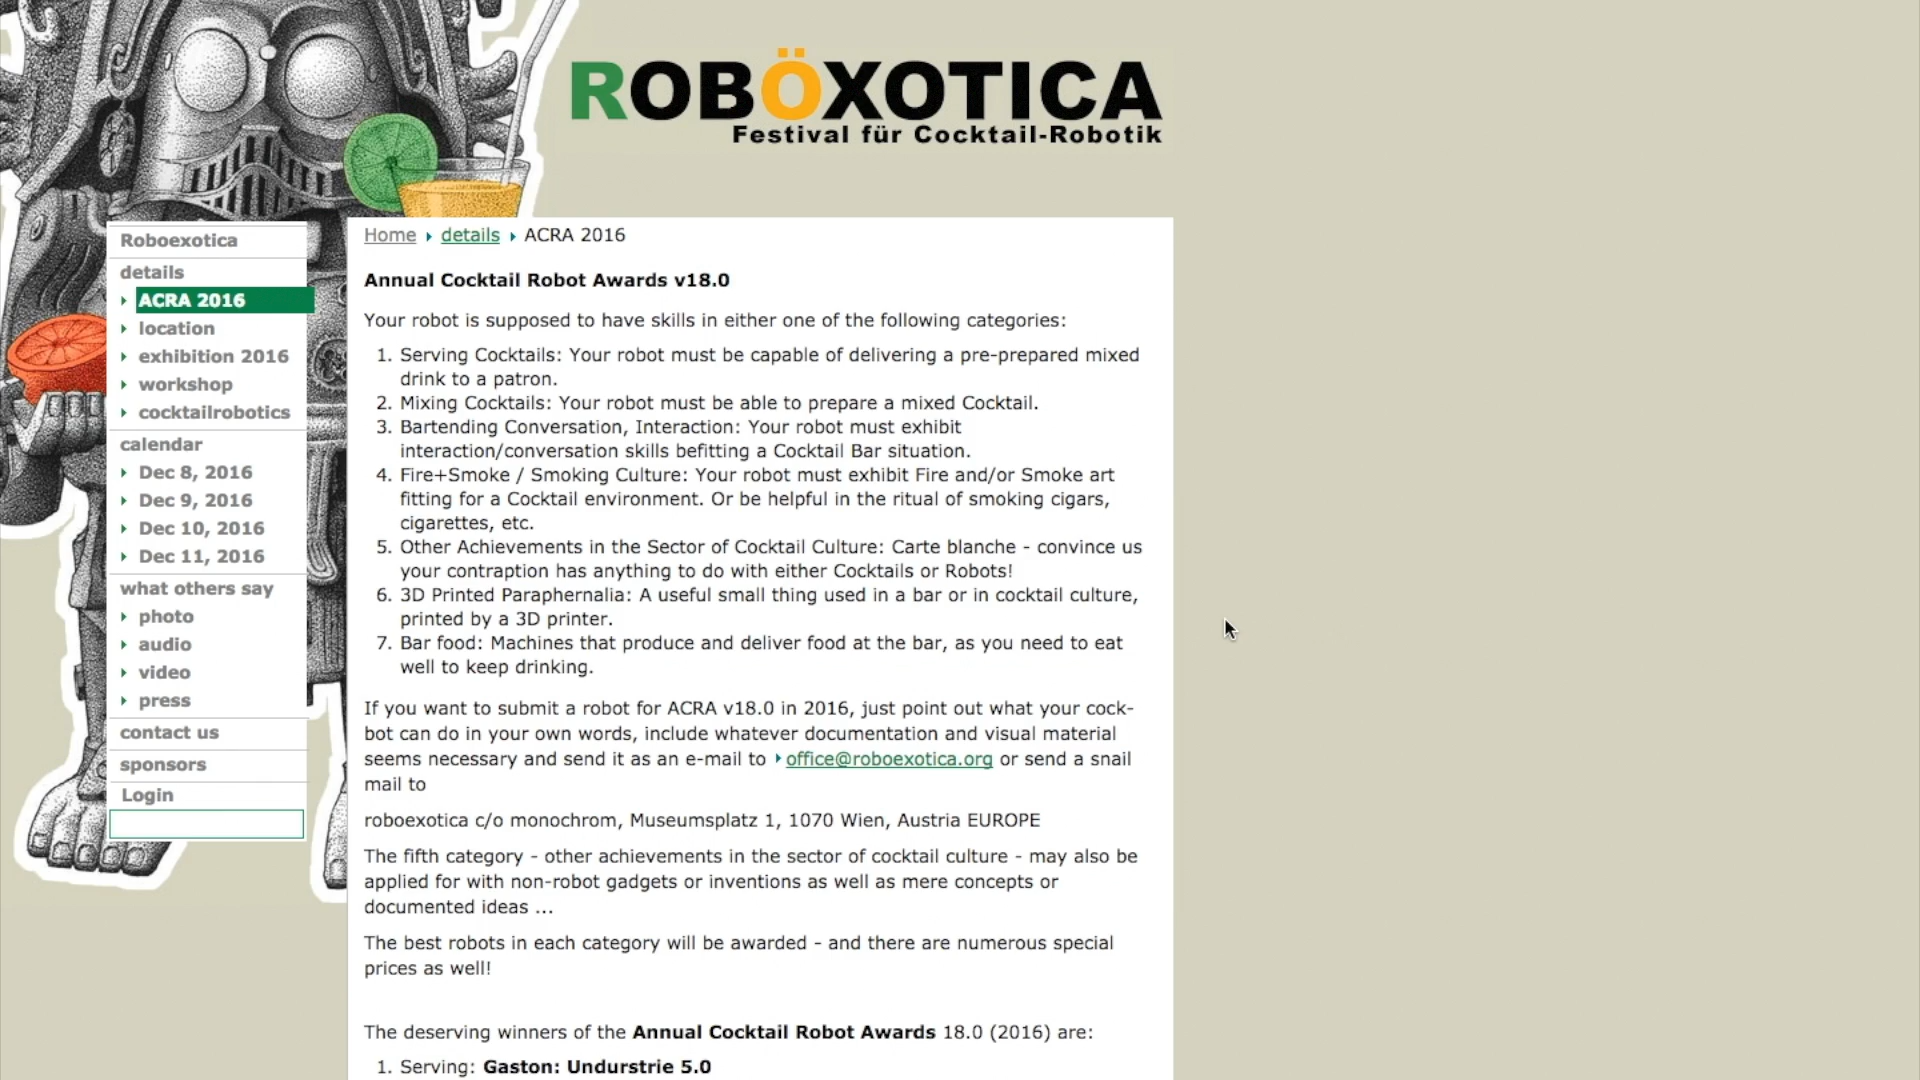 ROBÖXOTICA
Festival für Cocktail-Robotik
Roboexotica
details
ACRA 2016
location
exhibition 2016
workshop
cocktailrobotics
calendar
Dec 8, 2016
Dec 9, 2016
Dec 10, 2016
Dec 11, 2016
what others say
photo
audio
video
press
contact us
sponsors
Login
Home details ACRA 2016
Annual Cocktail Robot Awards v18.0
Your robot is supposed to have skills in either one of the following categories:
1. Serving Cocktails: Your robot must be capable of delivering a pre-prepared mixed
drink to a patron.
2. Mixing Cocktails: Your robot must be able to prepare a mixed Cocktail.
3. Bartending Conversation, Interaction: Your robot must exhibit
interaction/conversation skills befitting a Cocktail Bar situation.
4. Fire+Smoke / Smoking Culture: Your robot must exhibit Fire and/or Smoke art
fitting for a Cocktail environment. Or be helpful in the ritual of smoking cigars,
cigarettes, etc.
5. Other Achievements in the Sector of Cocktail Culture: Carte blanche - convince us
your contraption has anything to do with either Cocktails or Robots!
6. 3D Printed Paraphernalia: A useful small thing used in a bar or in cocktail culture,
printed by a 3D printer.
7. Bar food: Machines that produce and deliver food at the bar, as you need to eat
well to keep drinking.
If you want to submit a robot for ACRA v18.0 in 2016, just point out what your cock-
bot can do in your own words, include whatever documentation and visual material
seems necessary and send it as an e-mail to office@roboexotica.org or send a snail
mail to
roboexotica c/o monochrom, Museumsplatz 1, 1070 Wien, Austria EUROPE
The fifth category - other achievements in the sector of cocktail culture - may also be
applied for with non-robot gadgets or inventions as well as mere concepts or
documented ideas ...
The best robots in each category will be awarded - and there are numerous special
prices as well!
The deserving winners of the Annual Cocktail Robot Awards 18.0 (2016) are:
1. Serving: Gaston: Undurstrie 5.0